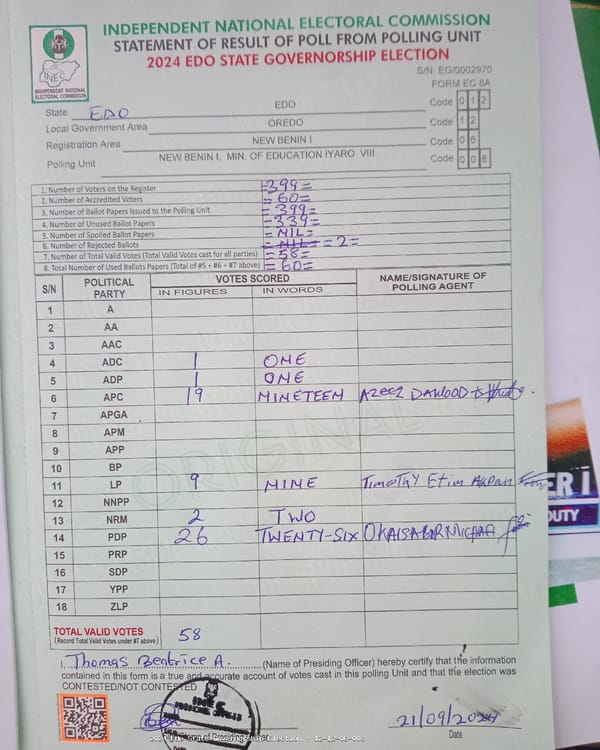 INDEPENDENT NATIONAL ELECTORAL COMMISSION
STATEMENT OF RESULT OF POLL FROM POLLING UNIT
2024 EDO STATE GOVERNORSHIP ELECTION
INEC
INDEPENDENT NATIONAL
ELECTORAL COMMISSION
S/N: EG/0002970
FORM EC 8A
State EDO EDO Code 0 1 2
Local Government Area OREDO Code 1 2
Registration Area NEW BENIN I Code 0 6
Polling Unit NEW BENIN I, MIN. OF EDUCATION IYARO VIII Code 0 0 8
1. Number of Voters on the Register =399=
2. Number of Accredited Voters =60=
3. Number of Ballot Papers Issued to the Polling Unit =399=
4. Number of Unused Ballot Papers =339=
5. Number of Spoiled Ballot Papers =NIL=
6. Number of Rejected Ballots =NIL= =2=
7. Number of Total Valid Votes (Total Valid Votes cast for all parties) =58=
8. Total Number of Used Ballots Papers (Total of #5 + #6 + #7 above) =60=
S/N POLITICAL PARTY VOTES SCORED NAME/SIGNATURE OF POLLING AGENT
IN FIGURES IN WORDS
1 A
2 AA
3 AAC
4 ADC 1 ONE
5 ADP 1 ONE
6 APC 19 NINETEEN AZEEZ DAWOOD
7 APGA
8 APM
9 APP
10 BP
11 LP 9 NINE Timothy Etim Akpan
12 NNPP
13 NRM 2 TWO
14 PDP 26 TWENTY-SIX
15 PRP
16 SDP
17 YPP
18 ZLP
ORIGINAL
TOTAL VALID VOTES 58
(Record Total Valid Votes under #7 above)
I, Thomas Beatrice A. (Name of Presiding Officer) hereby certify that the information
contained in this form is a true and accurate account of votes cast in this polling Unit and that the election was
CONTESTED/NOT CONTESTED
21/09/2024
Date
ER I
DUTY